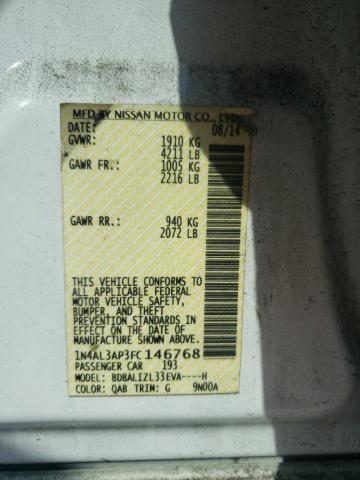 MFD BY NISSAN MOTOR CO., LTD.
DATE: 08/14
GVWR: 1910 KG
4211 LB
GAWR FR: 1005 KG
2216 LB
GAWR RR.: 940 KG
2072 LB
THIS VEHICLE CONFORMS TO
ALL APPLICABLE FEDERAL
MOTOR VEHICLE SAFETY,
BUMPER, AND THEFT
PREVENTION STANDARDS
IN EFFECT ON THE DATE OF
MANUFACTURE SHOWN ABOVE.
1N4AL3AP3FC146768
PASSENGER CAR 193
MODEL: BDBALIZL33EVA----H
COLOR: QAB TRIM: G 9N00A